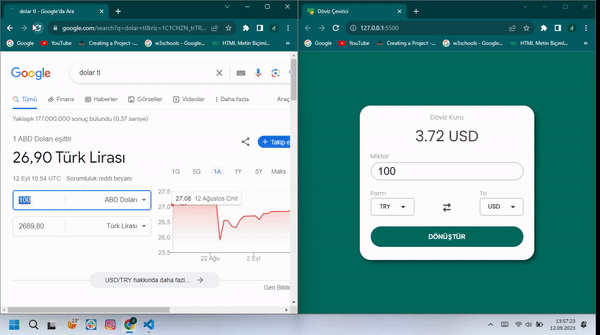 dolar tl - Google'da Ara
google.com/search?q=dolar+tl&rlz=1C1CHZN_trTR...
Google
YouTube
Creating a Project -...
w3schools - Google...
HTML Metin Biçiml...
Google
dolar tl
Tümü
Finans
Haberler
Görseller
Videolar
Daha fazla
Araç
Yaklaşık 177.000.000 sonuç bulundu (0,37 saniye)
1 ABD Doları eşittir
26,90 Türk Lirası
12 Eyl 10:54 UTC · Sorumluluk reddi beyanı
Takip e
100
ABD Doları
2689,80
Türk Lirası
1G
5G
1A
1Y
5Y
Maks.
27,08
12 Ağustos Cmt
27.5
27.0
26.5
26.0
25.5
22 Ağu
2 Eyl
USD/TRY hakkında daha fazl...
Geri Bildiri
Döviz Çevirici
127.0.0.1:5500
Google
YouTube
Creating a Project -...
w3schools - Google...
HTML Metin Biçiml...
Döviz Kuru
3.72 USD
Miktar
100
Form
To
TRY
USD
DÖNÜŞTÜR
23°
13:57:23
12.09.2023